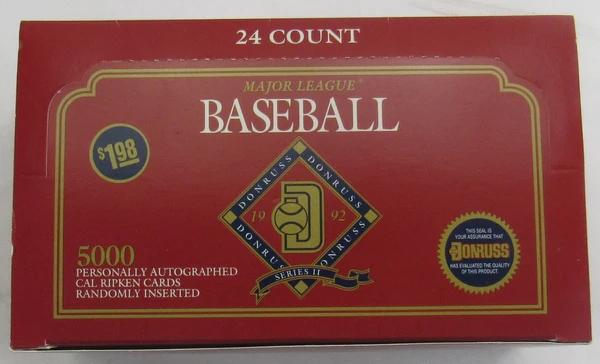 24 COUNT
MAJOR LEAGUE®
BASEBALL
$1.98
DONRUSS
DONRUSS
19 92
DONRUSS
DONRUSS
SERIES II
5000
PERSONALLY AUTOGRAPHED
CAL RIPKEN CARDS
RANDOMLY INSERTED
THIS SEAL IS
YOUR ASSURANCE THAT
DONRUSS
HAS EVALUATED THE QUALITY
OF THIS PRODUCT.